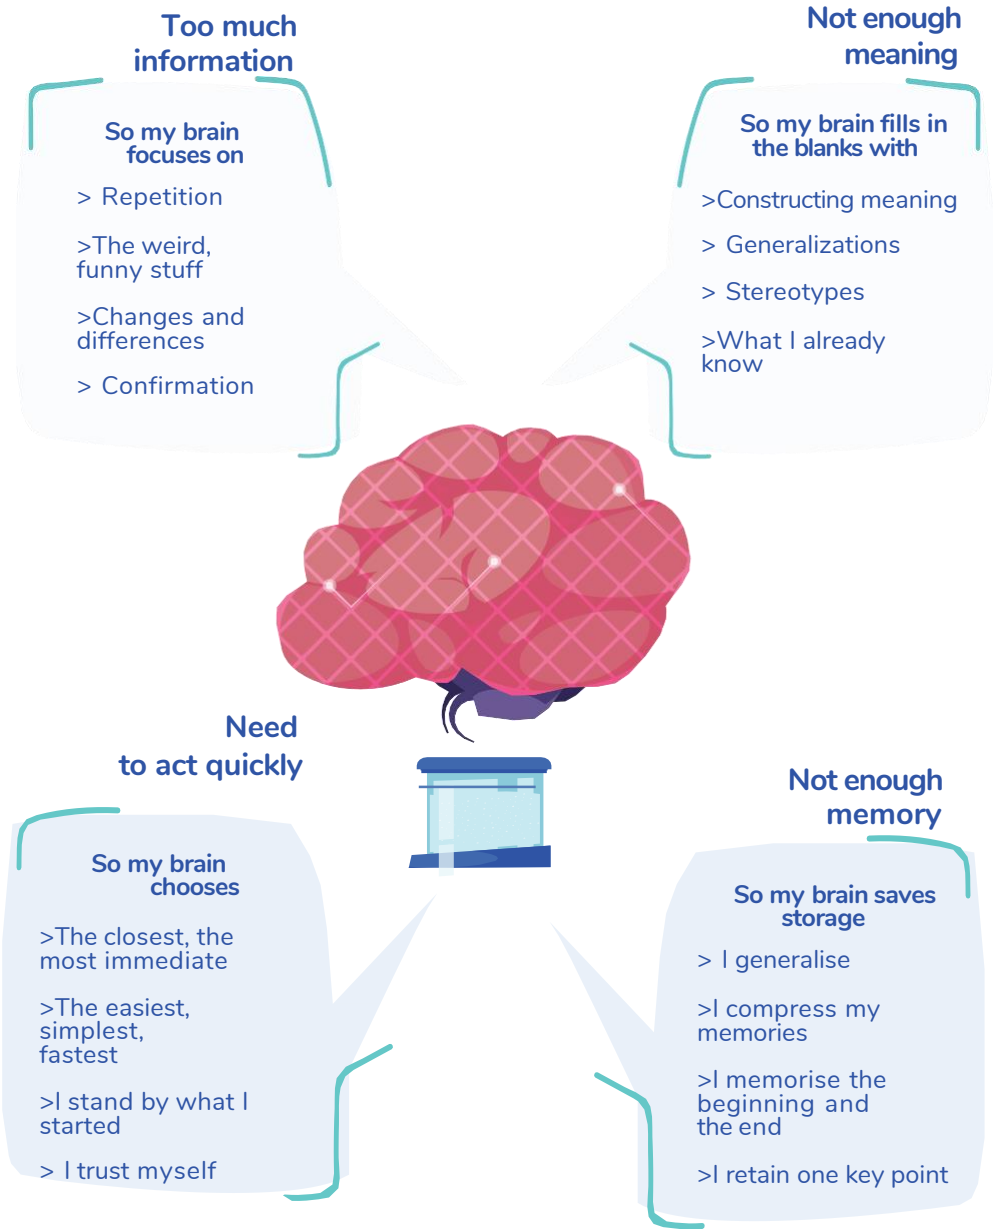 Too much
information
So my brain
focuses on
> Repetition
>The weird,
funny stuff
>Changes and
differences
> Confirmation
Not enough
meaning
So my brain fills in
the blanks with
>Constructing meaning
> Generalizations
> Stereotypes
>What I already
know
Need
to act quickly
So my brain
chooses
>The closest, the
most immediate
>The easiest,
simplest,
fastest
>I stand by what I
started
> I trust myself
Not enough
memory
So my brain saves
storage
> I generalise
>I compress my
memories
>I memorise the
beginning and
the end
>I retain one key point